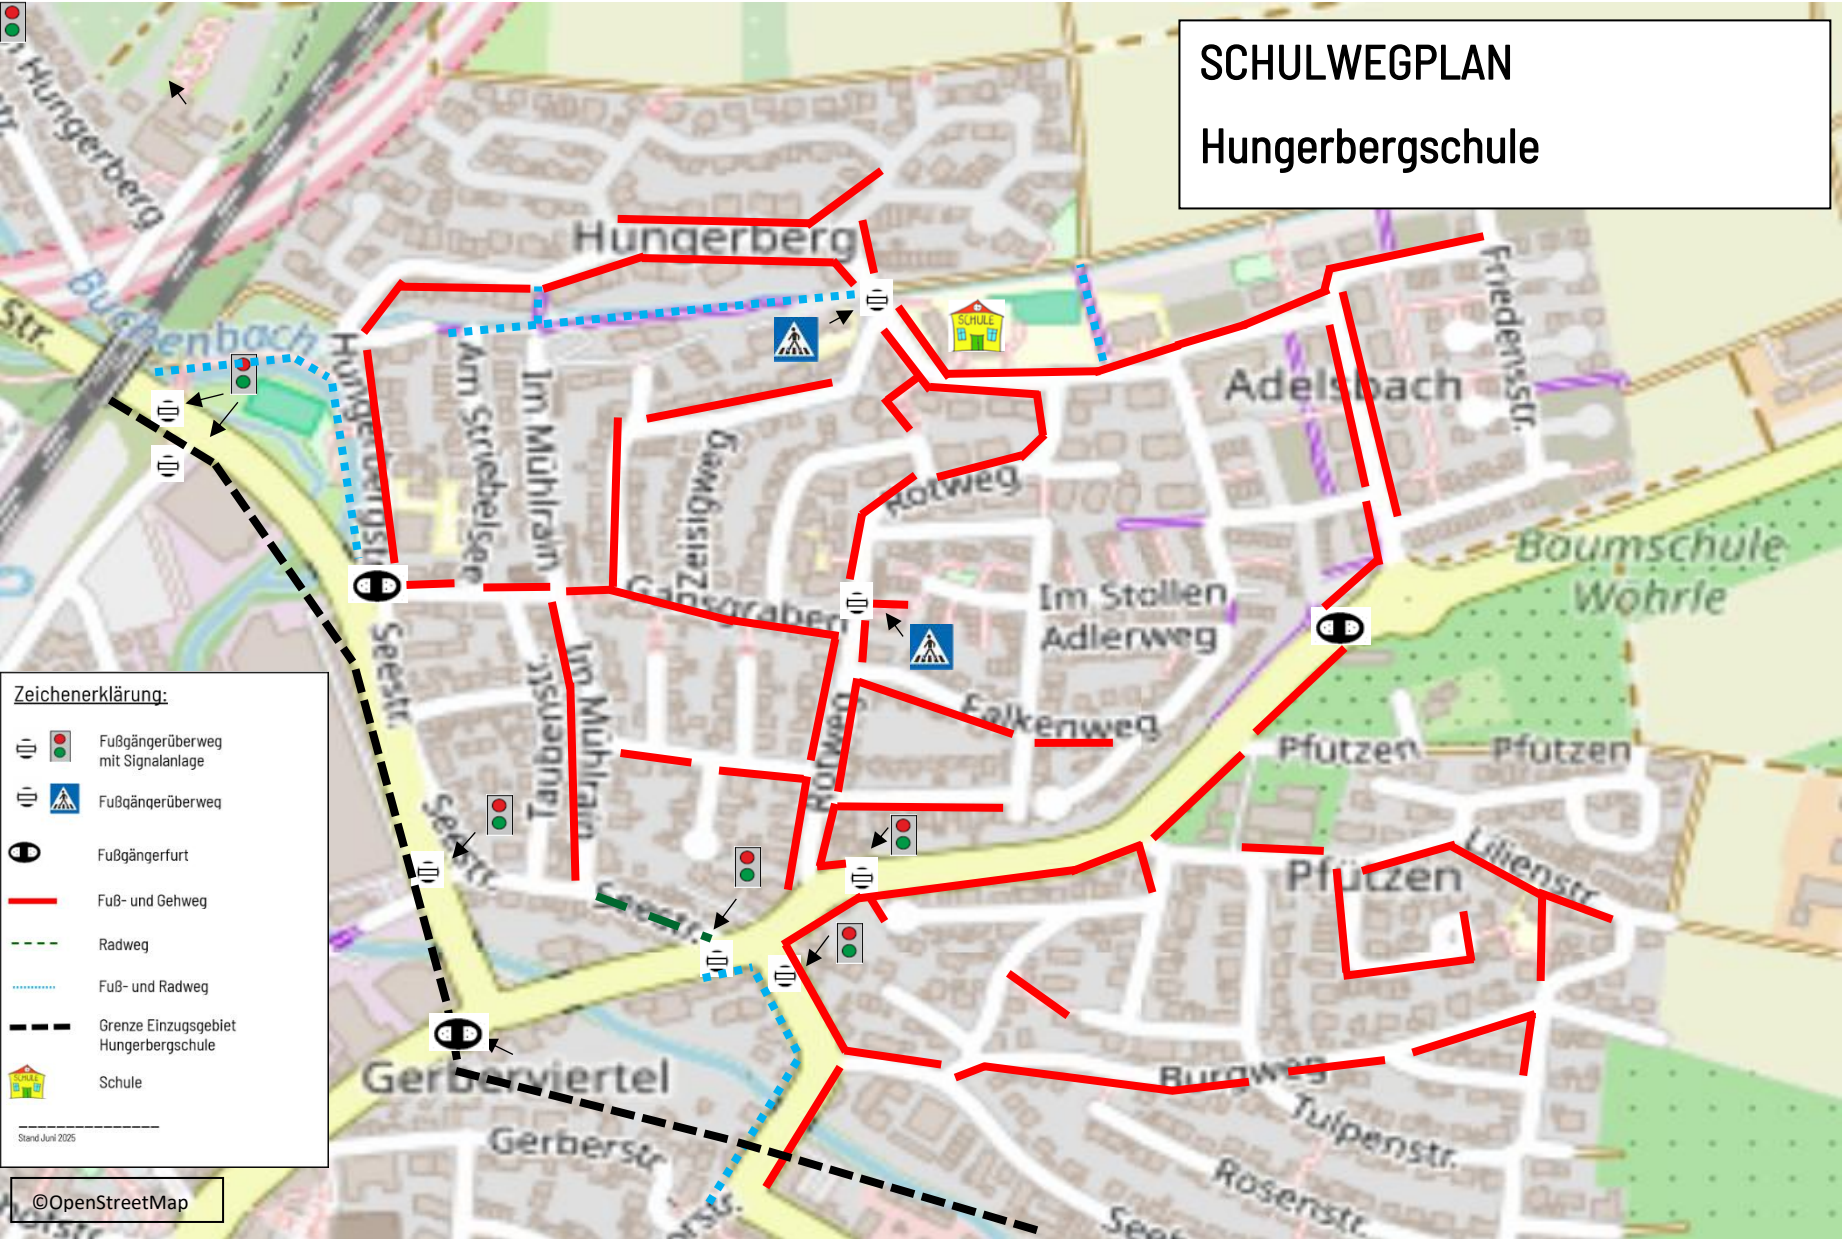 SCHULWEGPLAN
Hungerbergschule
Hungerberg
Str.
Buchenbach
Hungerberg
SCHULE
Friedensstr.
Adelsbach
Am Striebelsee
Im Mühlrain
Zeisigweg
Rotweg
Gansgraben
Im Stollen
Adlerweg
Baumschule
Wöhrle
Seestr.
Taubenstr.
Im Mühlrain
Rotweg
Falkenweg
Pfützen
Pfützen
Seestr.
Seestr.
Pfützen
Lilienstr.
Gerberviertel
Gerberstr.
Burgweg
Tulpenstr.
Rosenstr.
Zeichenerklärung:
Fußgängerüberweg
mit Signalanlage
Fußgängerüberweg
Fußgängerfurt
Fuß- und Gehweg
Radweg
Fuß- und Radweg
Grenze Einzugsgebiet
Hungerbergschule
SCHULE
Schule
Stand Juni 2025
©OpenStreetMap